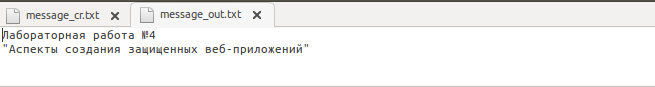 message_cr.txt message_out.txt
Лабораторная работа №4
"Аспекты создания защищенных веб-приложений"